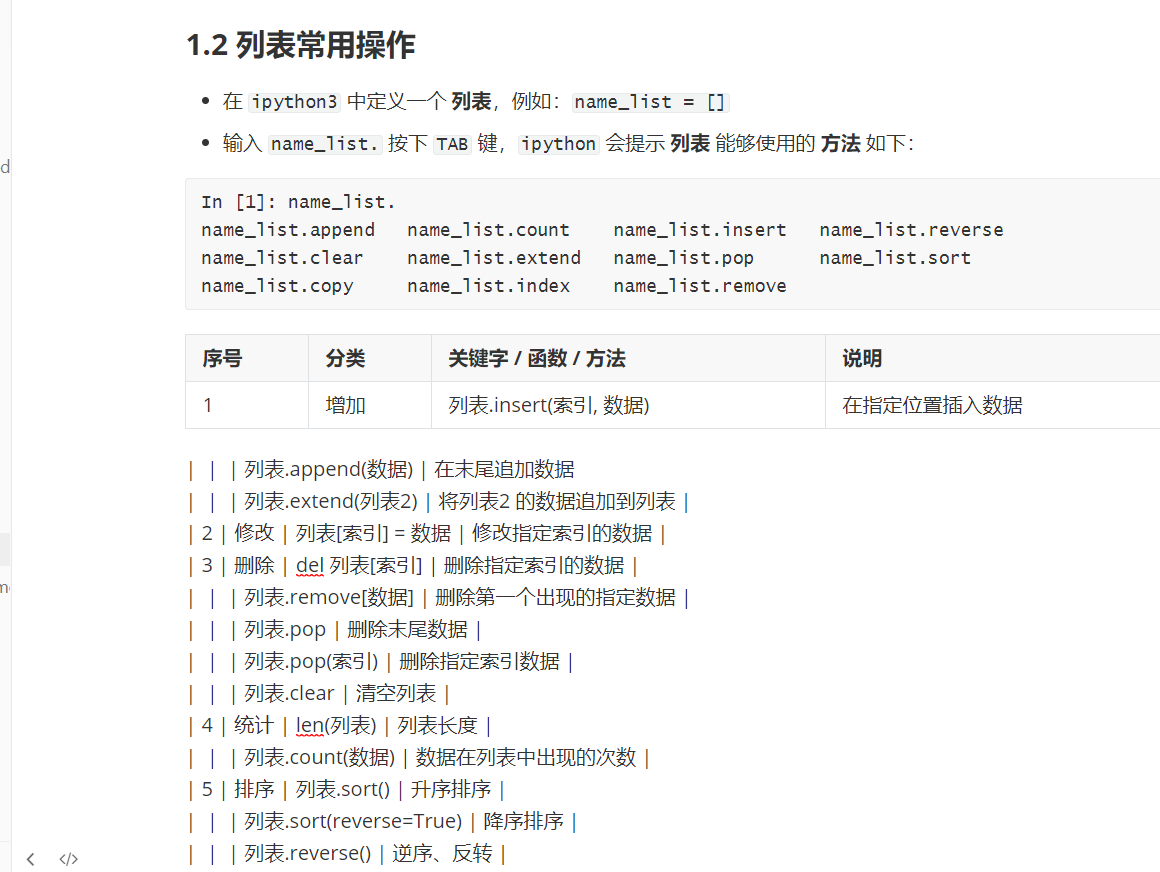 1.2 列表常用操作
• 在 ipython3 中定义一个 列表，例如： name_list = []
• 输入 name_list. 按下 TAB 键， ipython 会提示 列表 能够使用的 方法 如下：
d
In [1]: name_list.
name_list.append name_list.count name_list.insert name_list.reverse
name_list.clear name_list.extend name_list.pop name_list.sort
name_list.copy name_list.index name_list.remove
序号 分类 关键字 / 函数 / 方法 说明
1 增加 列表.insert(索引, 数据) 在指定位置插入数据
| | | 列表.append(数据) | 在末尾追加数据
| | | 列表.extend(列表2) | 将列表2 的数据追加到列表 |
| 2 | 修改 | 列表[索引] = 数据 | 修改指定索引的数据 |
| 3 | 删除 | del 列表[索引] | 删除指定索引的数据 |
| | | 列表.remove[数据] | 删除第一个出现的指定数据 |
| | | 列表.pop | 删除末尾数据 |
| | | 列表.pop(索引) | 删除指定索引数据 |
| | | 列表.clear | 清空列表 |
| 4 | 统计 | len(列表) | 列表长度 |
| | | 列表.count(数据) | 数据在列表中出现的次数 |
| 5 | 排序 | 列表.sort() | 升序排序 |
| | | 列表.sort(reverse=True) | 降序排序 |
| | | 列表.reverse() | 逆序、反转 |